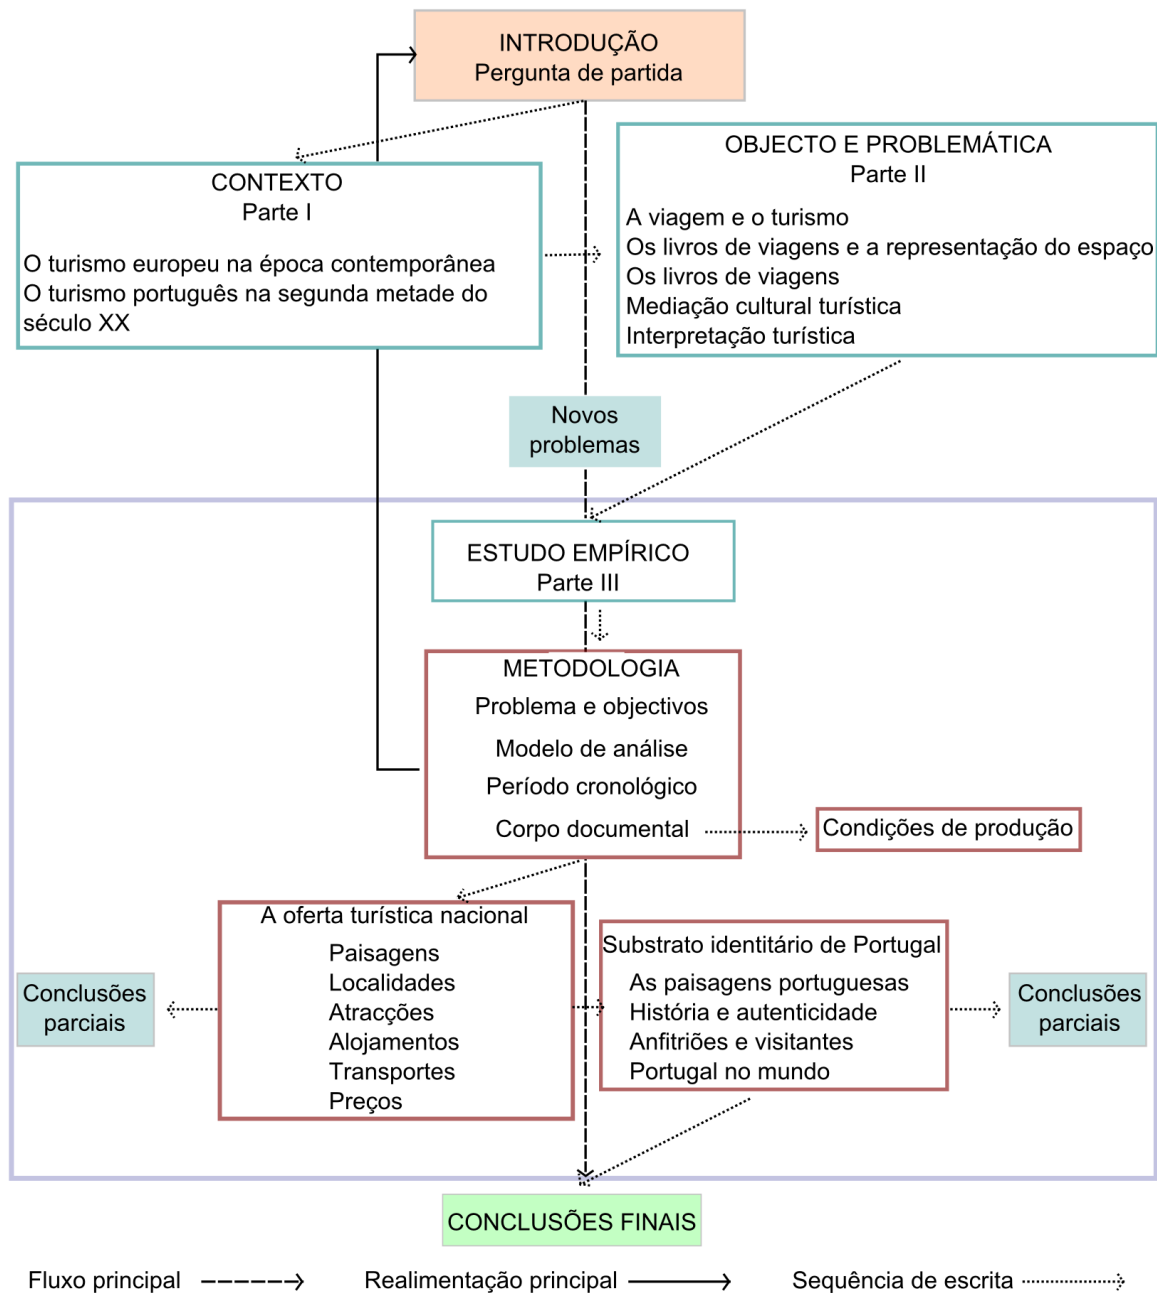 INTRODUÇÃO
Pergunta de partida
CONTEXTO
Parte I
O turismo europeu na época contemporânea
O turismo português na segunda metade do
século XX
OBJECTO E PROBLEMÁTICA
Parte II
A viagem e o turismo
Os livros de viagens e a representação do espaço
Os livros de viagens
Mediação cultural turística
Interpretação turística
Novos
problemas
ESTUDO EMPÍRICO
Parte III
METODOLOGIA
Problema e objectivos
Modelo de análise
Período cronológico
Corpo documental
Condições de produção
A oferta turística nacional
Paisagens
Localidades
Atracções
Alojamentos
Transportes
Preços
Substrato identitário de Portugal
As paisagens portuguesas
História e autenticidade
Anfitriões e visitantes
Portugal no mundo
Conclusões
parciais
Conclusões
parciais
CONCLUSÕES FINAIS
Fluxo principal
Realimentação principal
Sequência de escrita